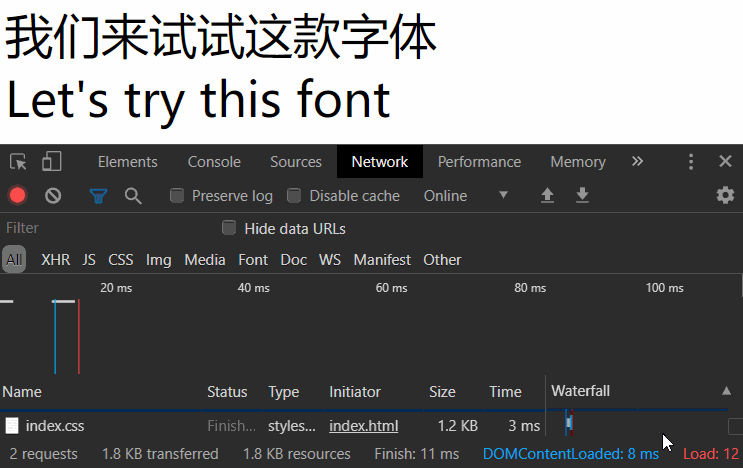 我们来试试这款字体
Let's try this font
Elements Console Sources Network Performance Memory »
Preserve log Disable cache Online
Filter Hide data URLs
All XHR JS CSS Img Media Font Doc WS Manifest Other
20 ms 40 ms 60 ms 80 ms 100 ms
Name Status Type Initiator Size Time Waterfall
index.css Finish... styles... index.html 1.2 KB 3 ms
2 requests 1.8 KB transferred 1.8 KB resources Finish: 11 ms DOMContentLoaded: 8 ms Load: 12